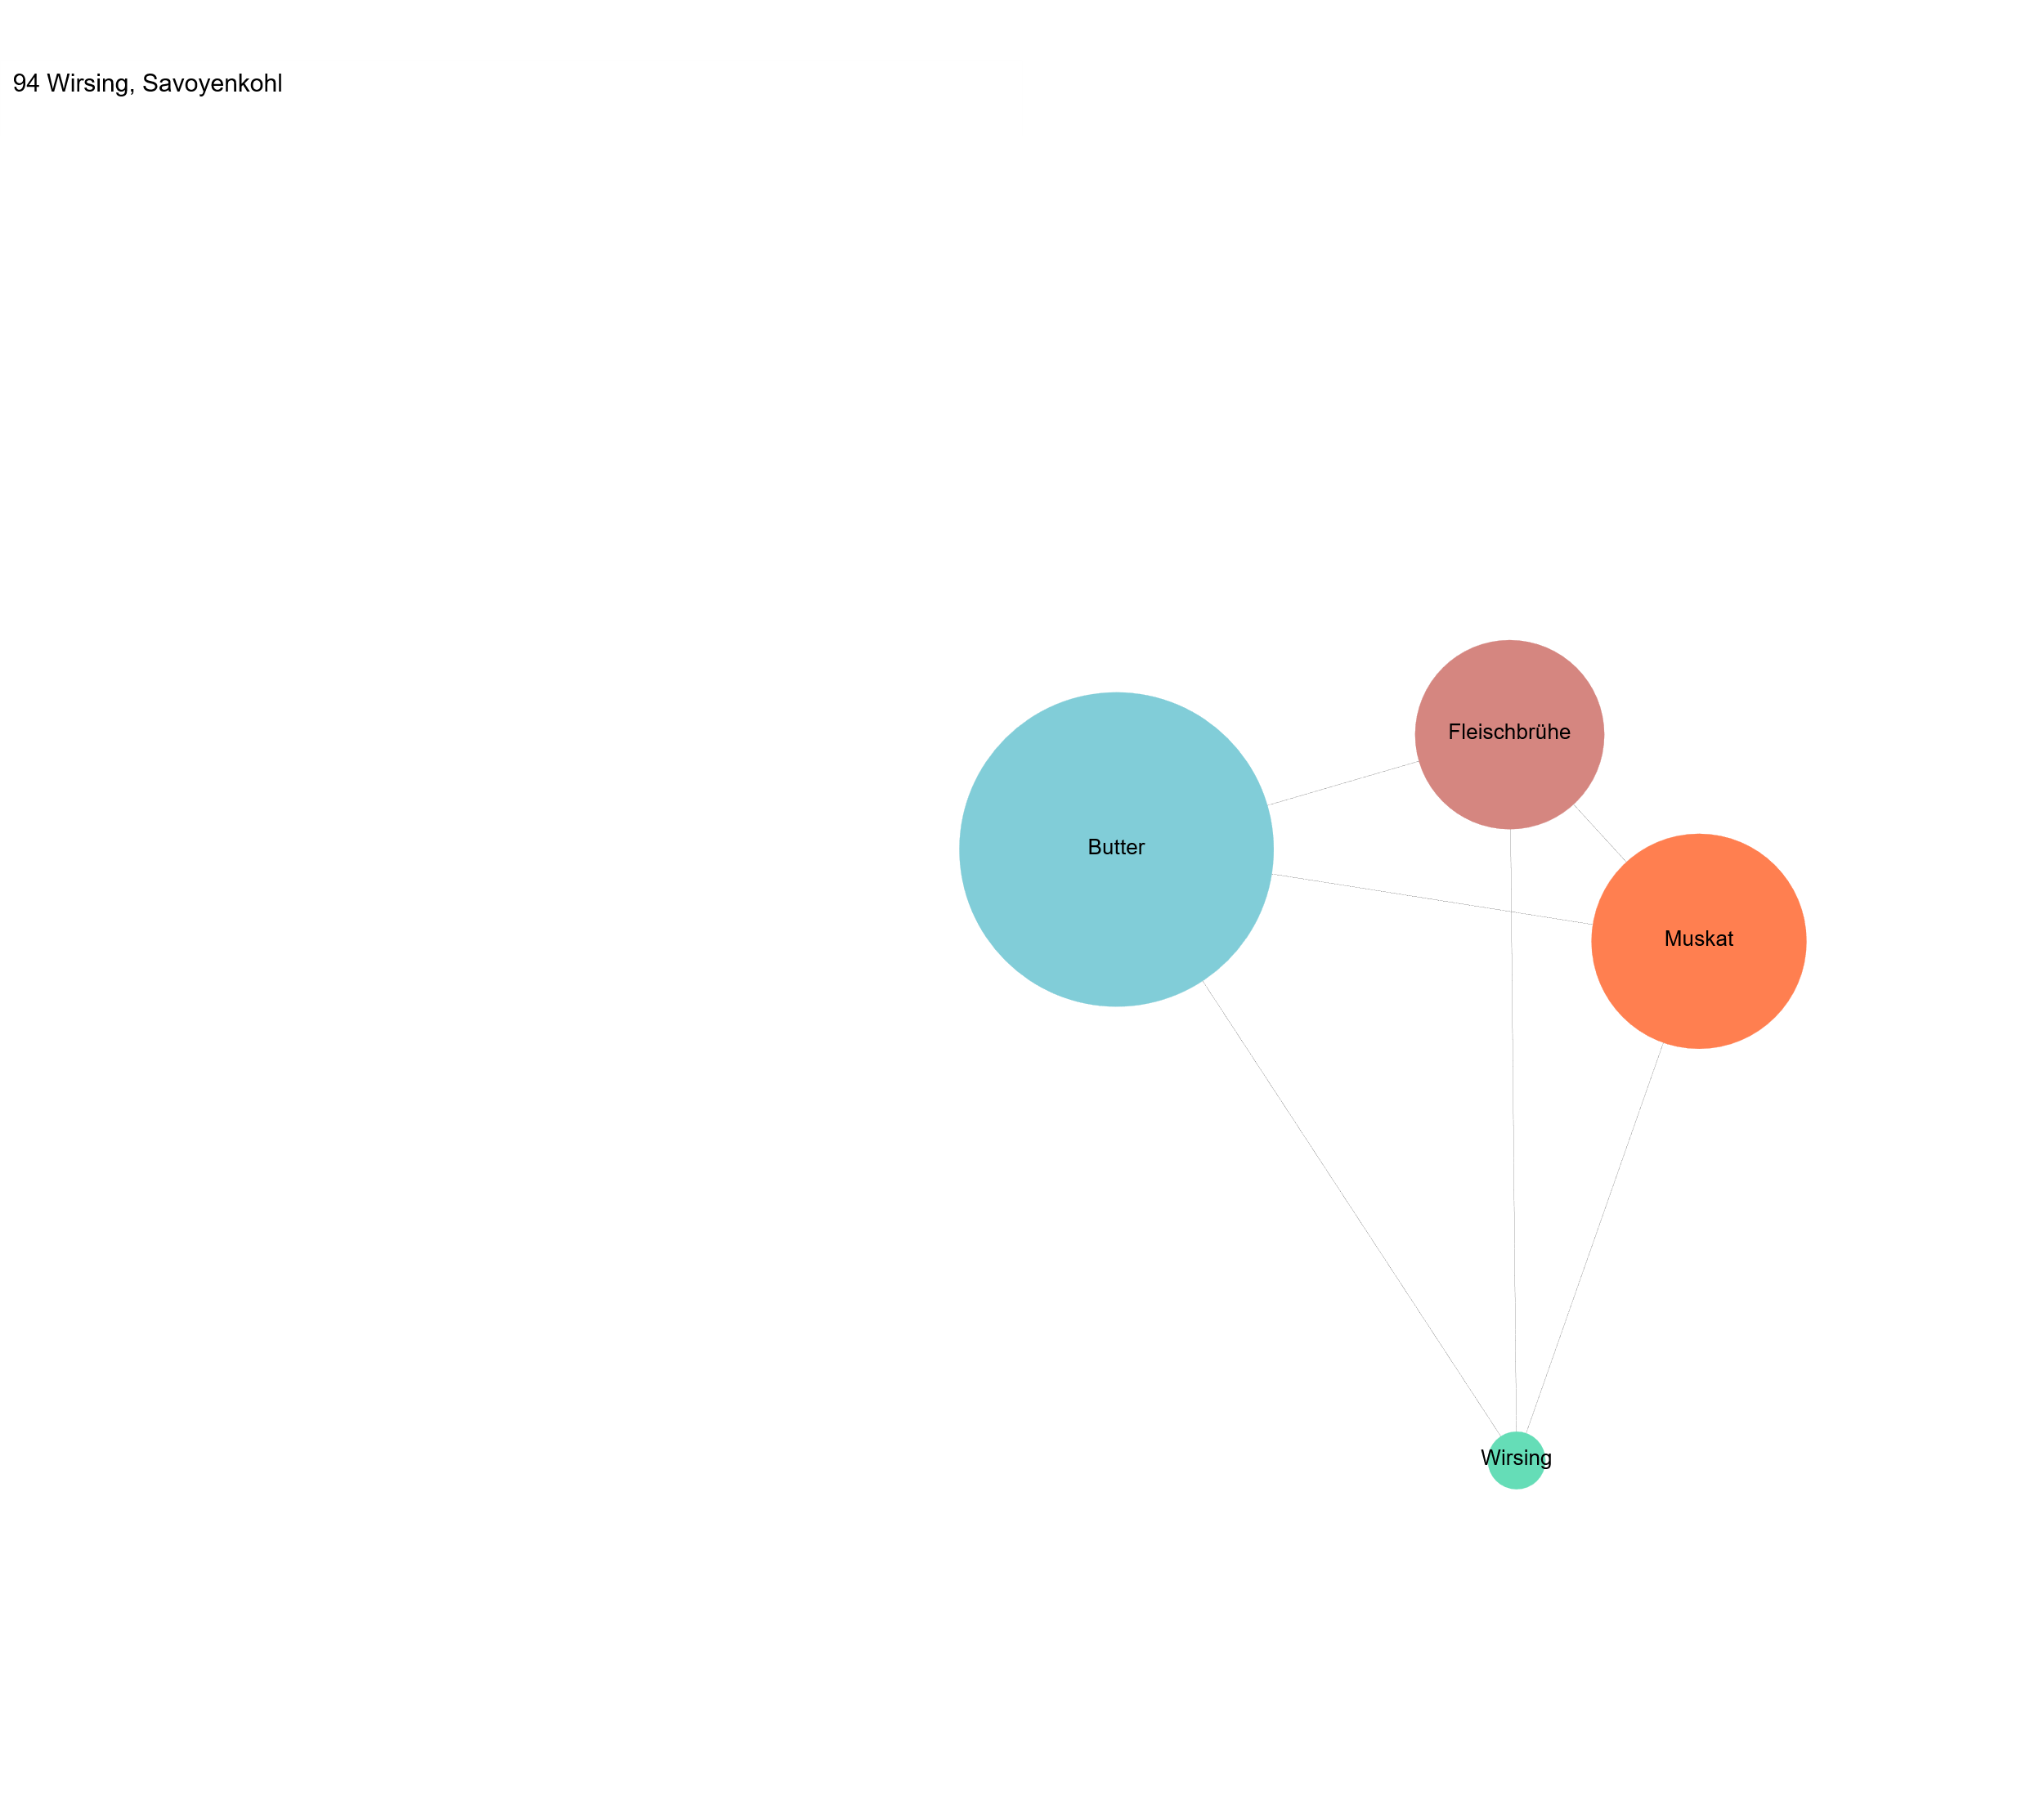 94 Wirsing, Savoyenkohl
Fleischbrühe
Butter
Muskat
Wirsing